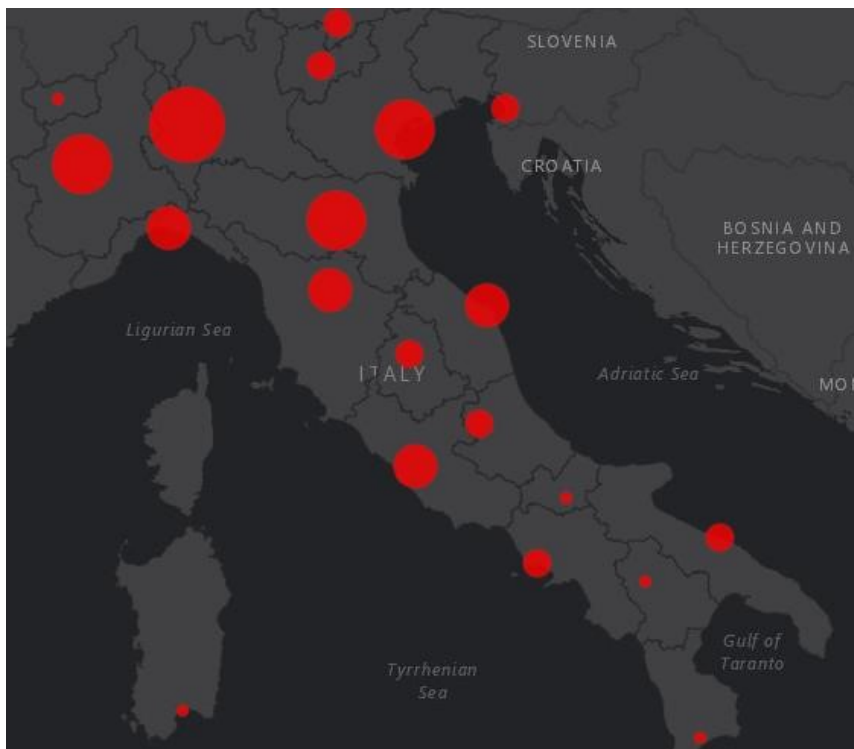 SLOVENIA
CROATIA
BOSNIA AND
HERZEGOVINA
Ligurian Sea
ITALY
Adriatic Sea
Gulf of
Taranto
Tyrrhenian
Sea